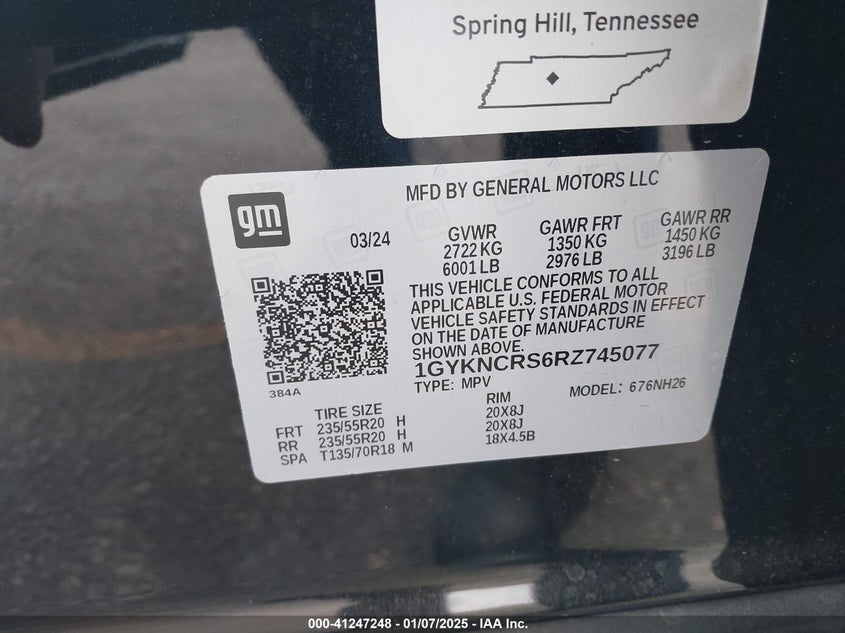 Spring Hill, Tennessee
gm
MFD BY GENERAL MOTORS LLC
03/24
GVWR
2722 KG
6001 LB
GAWR FRT
1350 KG
2976 LB
GAWR RR
1450 KG
3196 LB
THIS VEHICLE CONFORMS TO ALL
APPLICABLE U.S. FEDERAL MOTOR
VEHICLE SAFETY STANDARDS IN EFFECT
ON THE DATE OF MANUFACTURE
SHOWN ABOVE.
1GYKNCRS6RZ745077
TYPE: MPV MODEL: 676NH26
384A
TIRE SIZE RIM
FRT 235/55R20 H 20X8J
RR 235/55R20 H 20X8J
SPA T135/70R18 M 18X4.5B
000-41247248 - 01/07/2025 - IAA Inc.